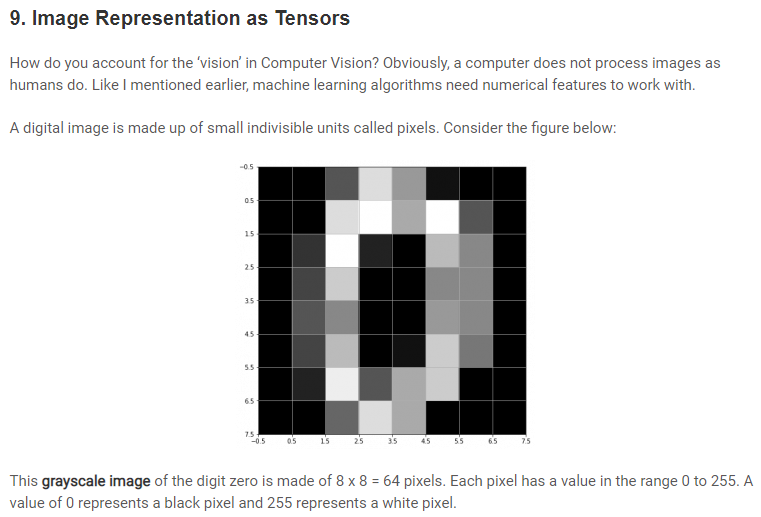 9. Image Representation as Tensors
How do you account for the ‘vision’ in Computer Vision? Obviously, a computer does not process images as
humans do. Like I mentioned earlier, machine learning algorithms need numerical features to work with.
A digital image is made up of small indivisible units called pixels. Consider the figure below:
−0.5
0.5
1.5
2.5
3.5
4.5
5.5
6.5
7.5
−0.5 0.5 1.5 2.5 3.5 4.5 5.5 6.5 7.5
This grayscale image of the digit zero is made of 8 x 8 = 64 pixels. Each pixel has a value in the range 0 to 255. A
value of 0 represents a black pixel and 255 represents a white pixel.